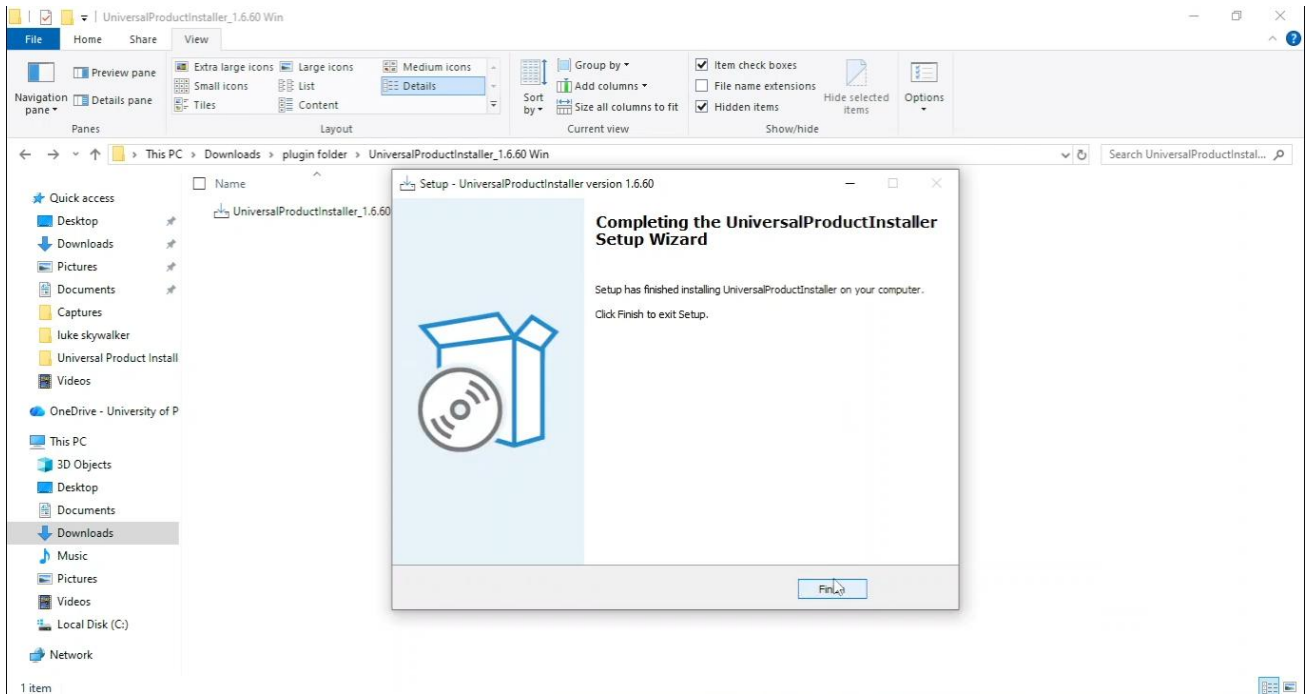 UniversalProductInstaller_1.6.60 Win
File Home Share View
Navigation pane
Preview pane
Details pane
Panes
Extra large icons Large icons Medium icons
Small icons List Details
Tiles Content
Layout
Sort by
Group by
Add columns
Size all columns to fit
Current view
Item check boxes
File name extensions
Hidden items
Hide selected items
Show/hide
Options
This PC > Downloads > plugin folder > UniversalProductInstaller_1.6.60 Win
Search UniversalProductInstal...
Quick access
Desktop
Downloads
Pictures
Documents
Captures
luke skywalker
Universal Product Install
Videos
OneDrive - University of P
This PC
3D Objects
Desktop
Documents
Downloads
Music
Pictures
Videos
Local Disk (C:)
Network
1 item
Name
UniversalProductInstaller_1.6.60
Setup - UniversalProductInstaller version 1.6.60
Completing the UniversalProductInstaller
Setup Wizard
Setup has finished installing UniversalProductInstaller on your computer.
Click Finish to exit Setup.
Finish